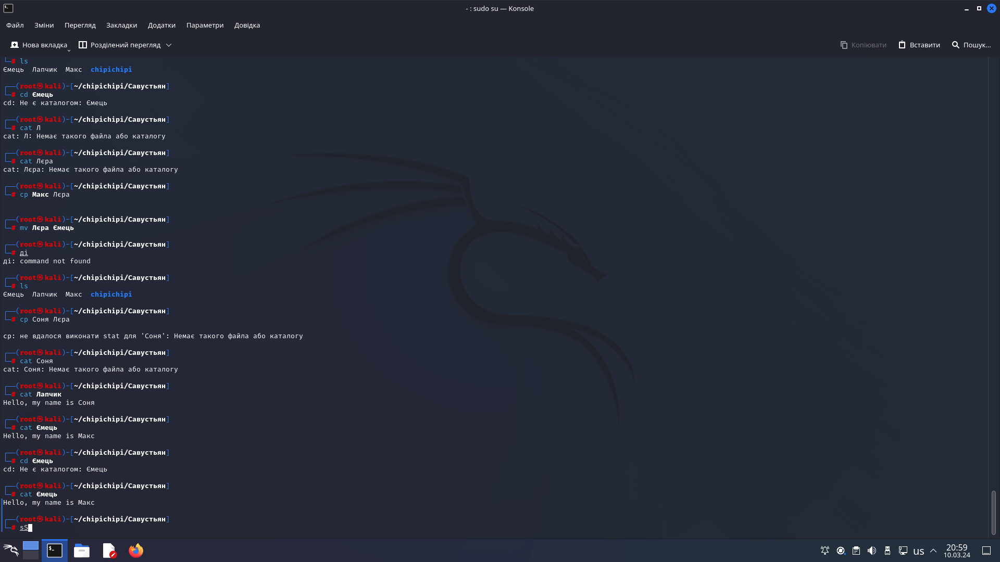 - : sudo su — Konsole
Файл Зміни Перегляд Закладки Додатки Параметри Довідка
Нова вкладка Розділений перегляд Копіювати Вставити Пошук...
└─# ls
Ємець Лапчик Макс chipichipi
┌──(root㉿kali)-[~/chipichipi/Савустьян]
└─# cd Ємець
cd: Не є каталогом: Ємець
┌──(root㉿kali)-[~/chipichipi/Савустьян]
└─# cat Л
cat: Л: Немає такого файла або каталогу
┌──(root㉿kali)-[~/chipichipi/Савустьян]
└─# cat Лєра
cat: Лєра: Немає такого файла або каталогу
┌──(root㉿kali)-[~/chipichipi/Савустьян]
└─# cp Макс Лєра
┌──(root㉿kali)-[~/chipichipi/Савустьян]
└─# mv Лєра Ємець
┌──(root㉿kali)-[~/chipichipi/Савустьян]
└─# ді
ді: command not found
┌──(root㉿kali)-[~/chipichipi/Савустьян]
└─# ls
Ємець Лапчик Макс chipichipi
┌──(root㉿kali)-[~/chipichipi/Савустьян]
└─# cp Соня Лєра
cp: не вдалося виконати stat для 'Соня': Немає такого файла або каталогу
┌──(root㉿kali)-[~/chipichipi/Савустьян]
└─# cat Соня
cat: Соня: Немає такого файла або каталогу
┌──(root㉿kali)-[~/chipichipi/Савустьян]
└─# cat Лапчик
Hello, my name is Соня
┌──(root㉿kali)-[~/chipichipi/Савустьян]
└─# cat Ємець
Hello, my name is Макс
┌──(root㉿kali)-[~/chipichipi/Савустьян]
└─# cd Ємець
cd: Не є каталогом: Ємець
┌──(root㉿kali)-[~/chipichipi/Савустьян]
└─# cat Ємець
Hello, my name is Макс
┌──(root㉿kali)-[~/chipichipi/Савустьян]
└─# sS
us 20:59
10.03.24